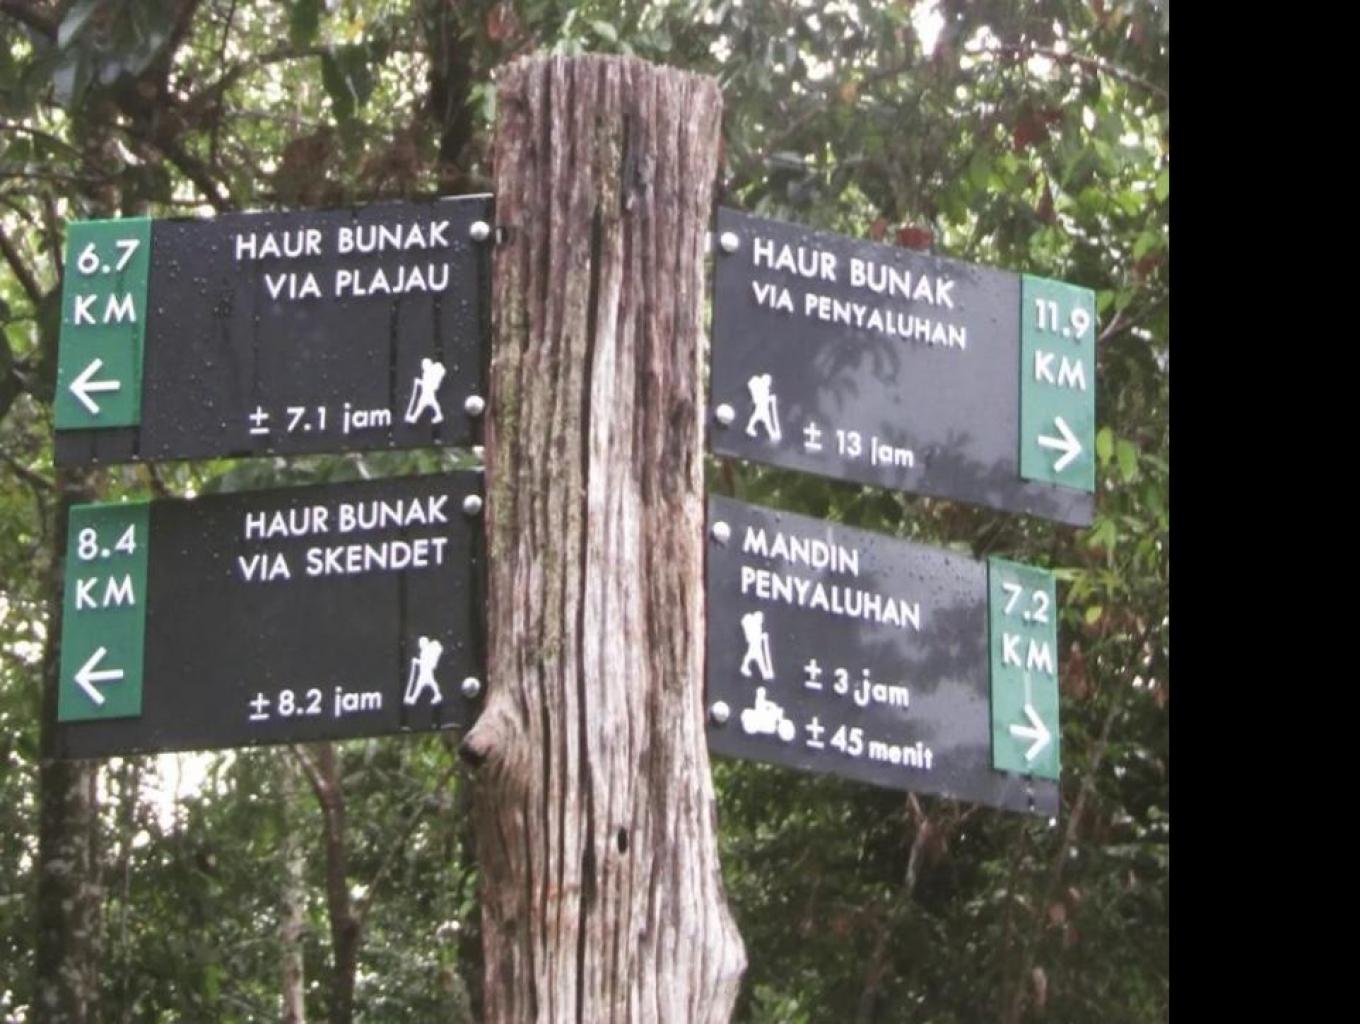 6.7
KM
HAUR BUNAK
VIA PLAJAU
± 7.1 jam
HAUR BUNAK
VIA PENYALUHAN
± 13 jam
11.9
KM
8.4
KM
HAUR BUNAK
VIA SKENDET
± 8.2 jam
MANDIN
PENYALUHAN
± 3 jam
± 45 menit
7.2
KM